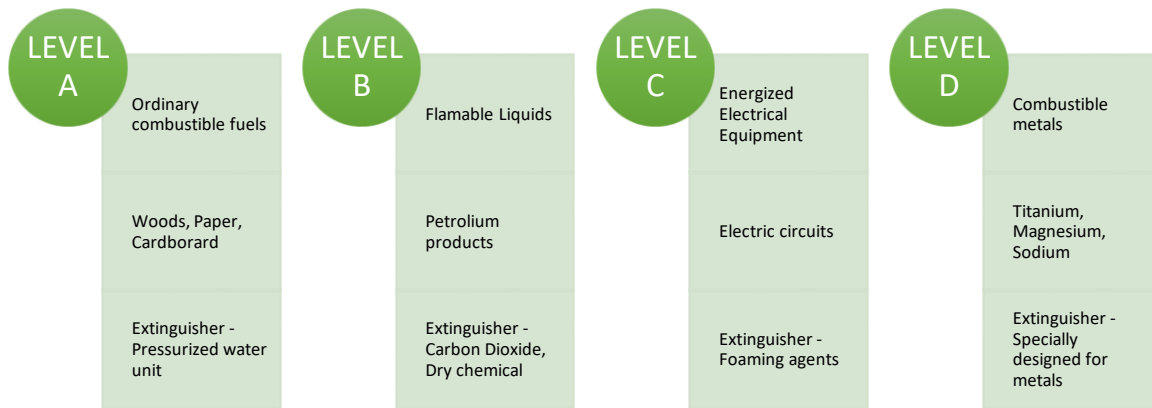 LEVEL
A
Ordinary
combustible fuels
Woods, Paper,
Cardborard
Extinguisher -
Pressurized water
unit
LEVEL
B
Flamable Liquids
Petrolium
products
Extinguisher -
Carbon Dioxide,
Dry chemical
LEVEL
C
Energized
Electrical
Equipment
Electric circuits
Extinguisher -
Foaming agents
LEVEL
D
Combustible
metals
Titanium,
Magnesium,
Sodium
Extinguisher -
Specially
designed for
metals